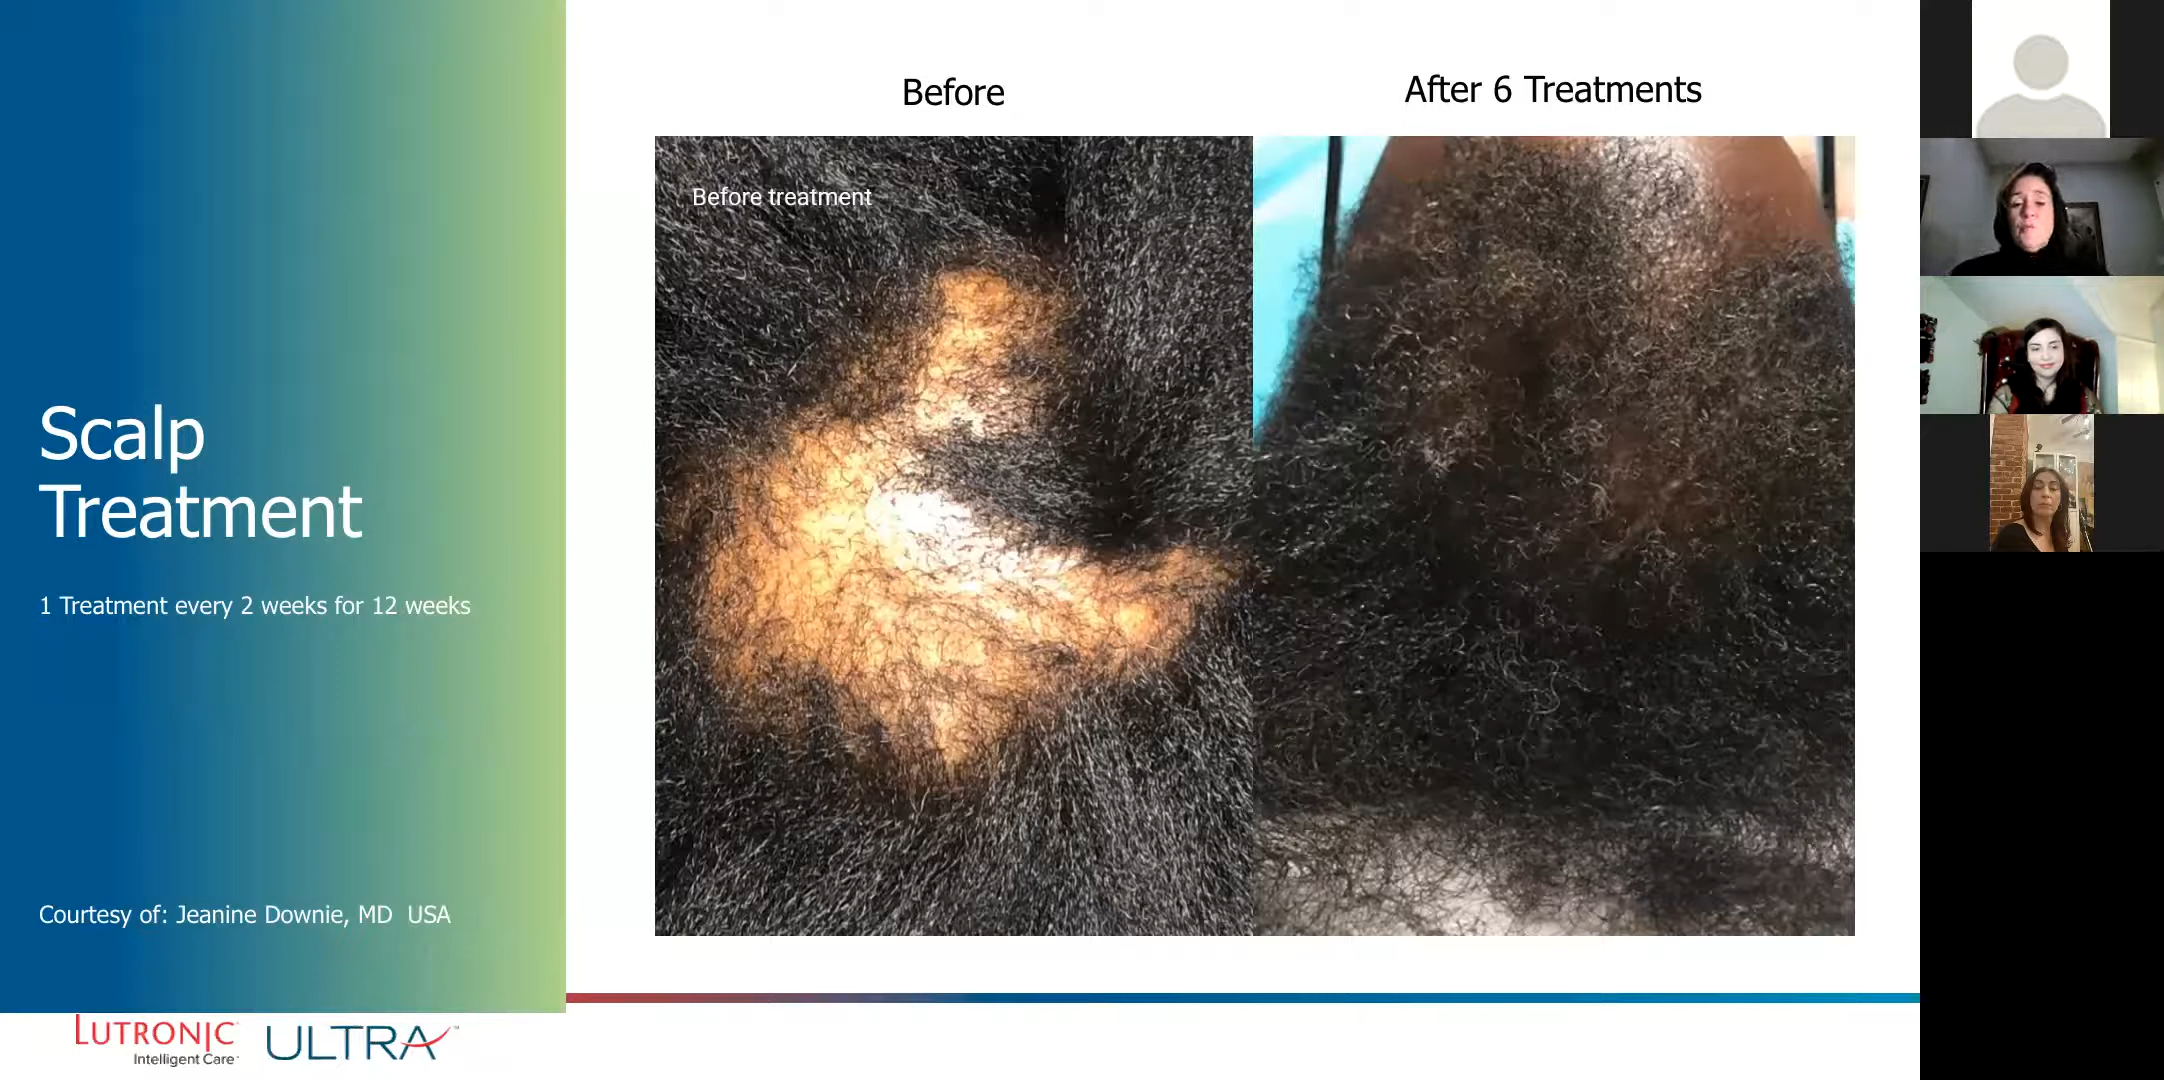 Scalp
Treatment
1 Treatment every 2 weeks for 12 weeks
Courtesy of: Jeanine Downie, MD USA
Before
After 6 Treatments
Before treatment
LUTRONIC
Intelligent Care
ULTRA™